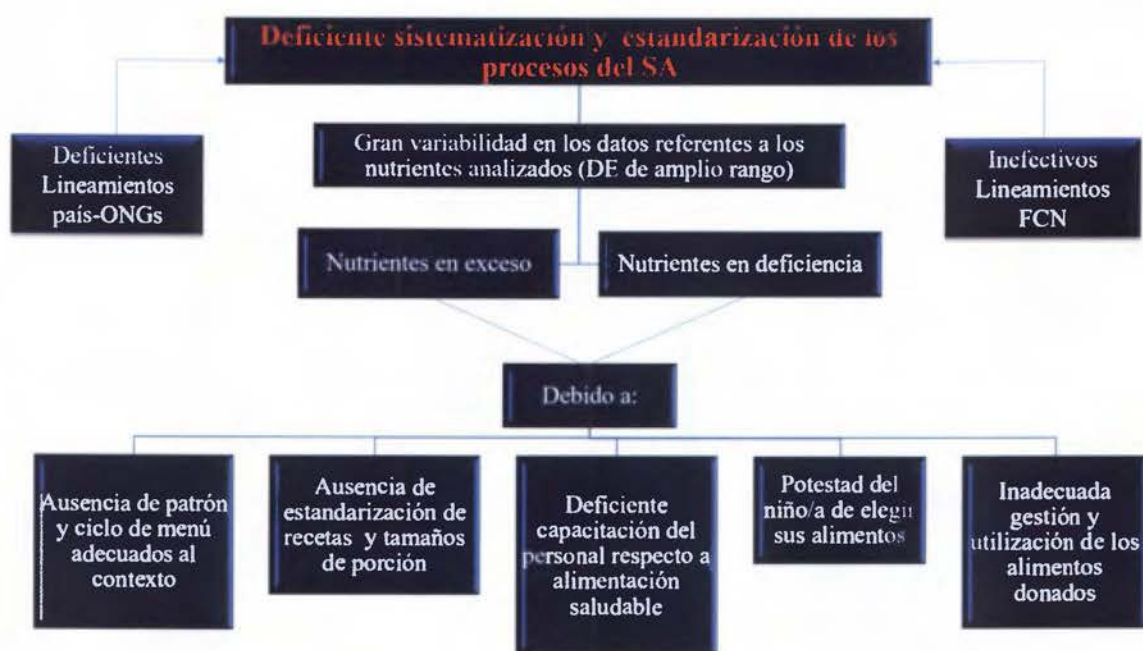 Deficiente sistematización y estandarización de los
procesos del SA
Deficientes
Lineamientos
país-ONGs
Gran variabilidad en los datos referentes a los
nutrientes analizados (DE de amplio rango)
Inefectivos
Lineamientos
FCN
Nutrientes en exceso
Nutrientes en deficiencia
Debido a:
Ausencia de patrón
y ciclo de menú
adecuados al
contexto
Ausencia de
estandarización de
recetas y tamaños
de porción
Deficiente
capacitación del
personal respecto a
alimentación
saludable
Potestad del
niño/a de elegir
sus alimentos
Inadecuada
gestión y
utilización de los
alimentos
donados